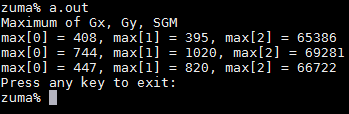 zuma% a.out
Maximum of Gx, Gy, SGM
max[0] = 408, max[1] = 395, max[2] = 65386
max[0] = 744, max[1] = 1020, max[2] = 69281
max[0] = 447, max[1] = 820, max[2] = 66722
Press any key to exit:
zuma%